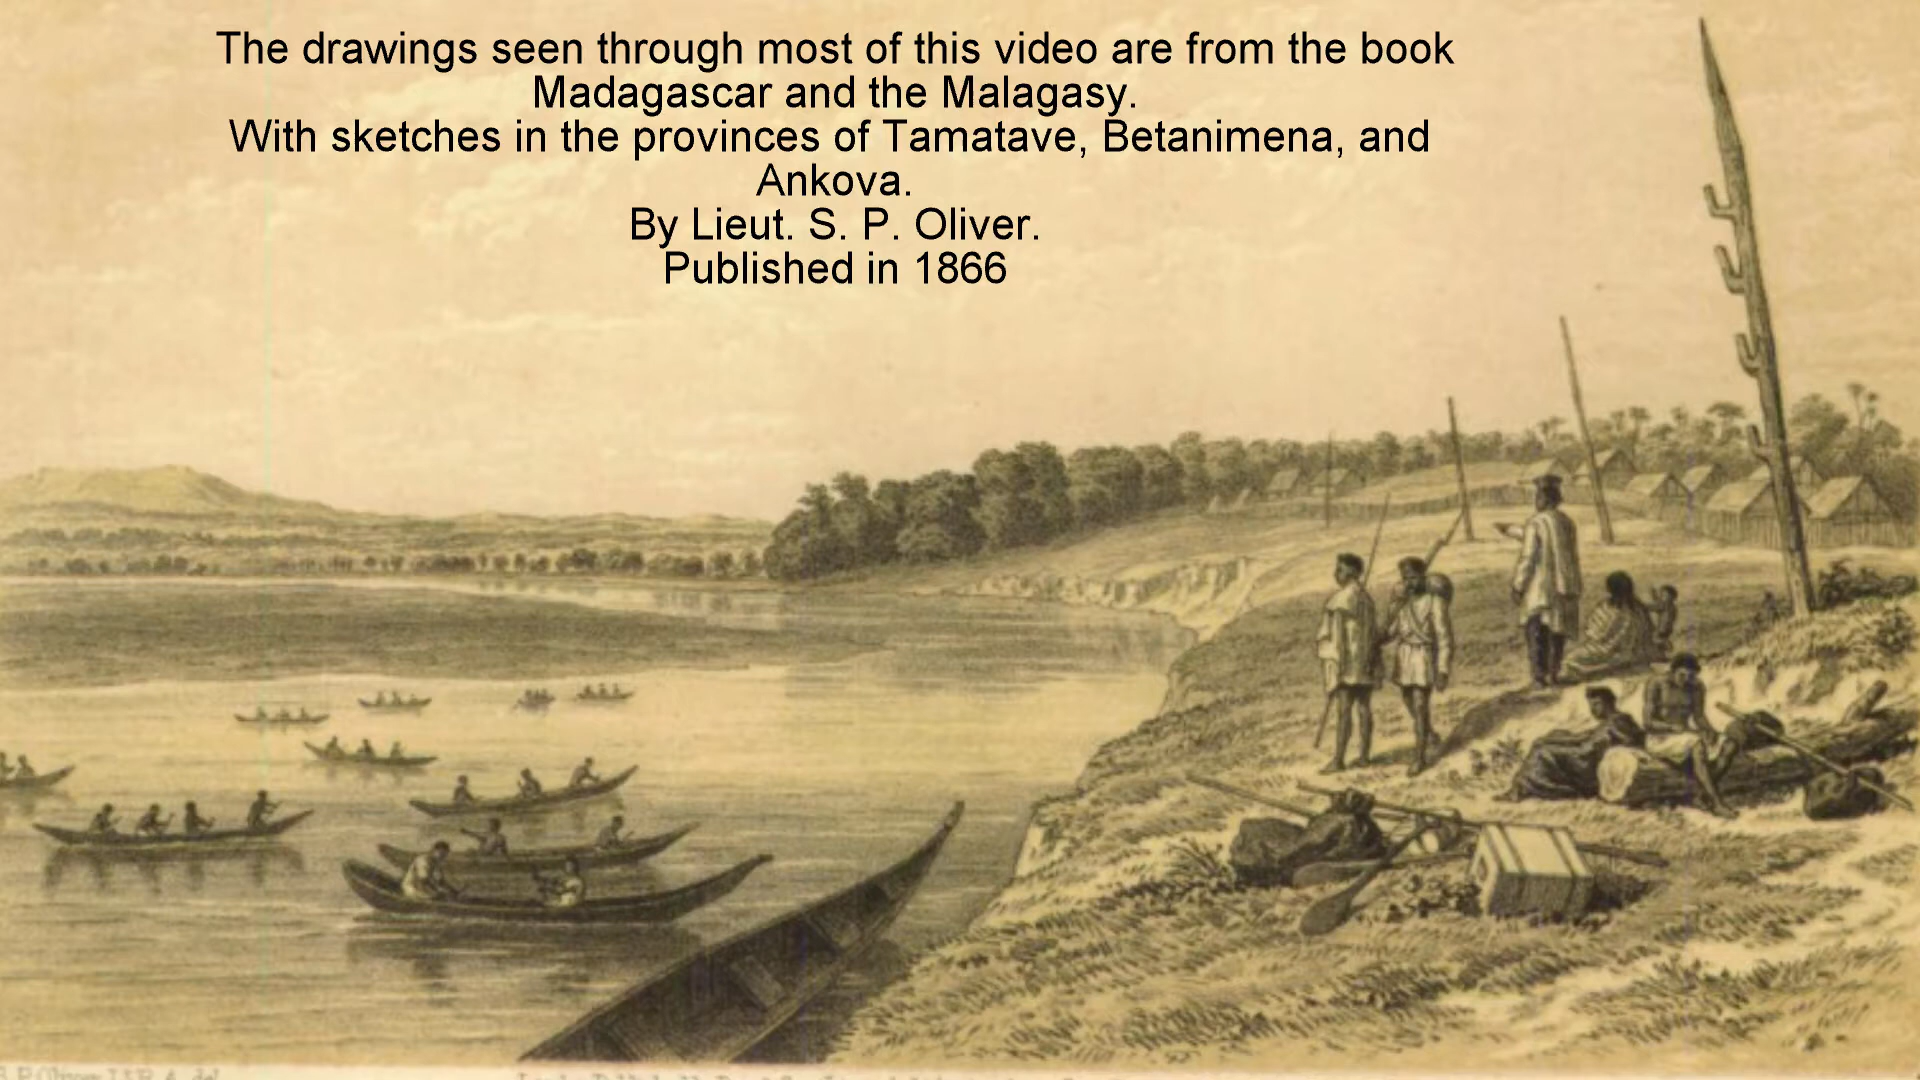 The drawings seen through most of this video are from the book
Madagascar and the Malagasy.
With sketches in the provinces of Tamatave, Betanimena, and
Ankova.
By Lieut. S. P. Oliver.
Published in 1866